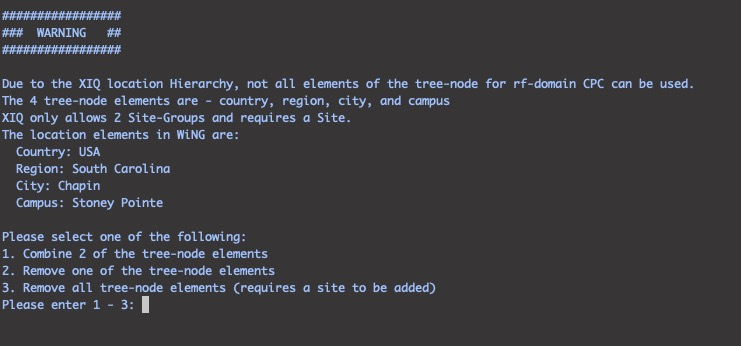 #################
###  WARNING   ##
#################
Due to the XIQ location Hierarchy, not all elements of the tree-node for rf-domain CPC can be used.
The 4 tree-node elements are - country, region, city, and campus
XIQ only allows 2 Site-Groups and requires a Site.
The location elements in WiNG are:
  Country: USA
  Region: South Carolina
  City: Chapin
  Campus: Stoney Pointe
Please select one of the following:
1. Combine 2 of the tree-node elements
2. Remove one of the tree-node elements
3. Remove all tree-node elements (requires a site to be added)
Please enter 1 - 3: